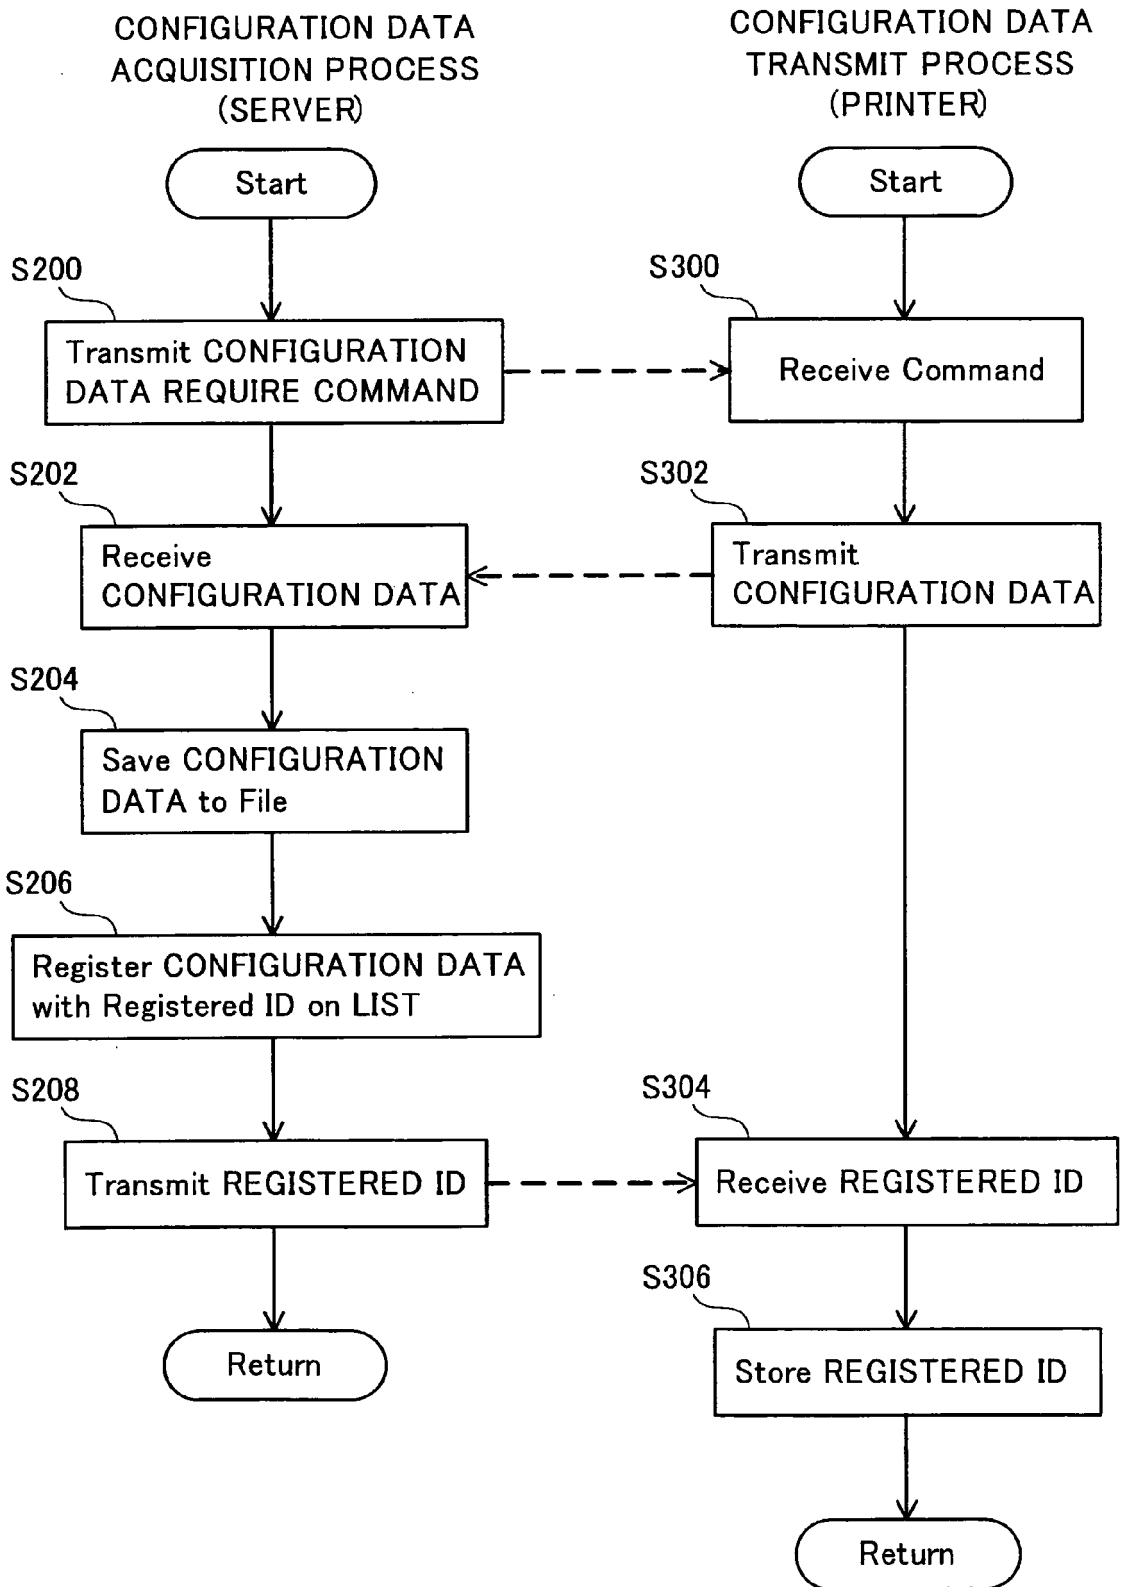 CONFIGURATION DATA
ACQUISITION PROCESS
(SERVER)
Start
S200
Transmit CONFIGURATION
DATA REQUIRE COMMAND
S202
Receive
CONFIGURATION DATA
S204
Save CONFIGURATION
DATA to File
S206
Register CONFIGURATION DATA
with Registered ID on LIST
S208
Transmit REGISTERED ID
Return
CONFIGURATION DATA
TRANSMIT PROCESS
(PRINTER)
Start
S300
Receive Command
S302
Transmit
CONFIGURATION DATA
S304
Receive REGISTERED ID
S306
Store REGISTERED ID
Return